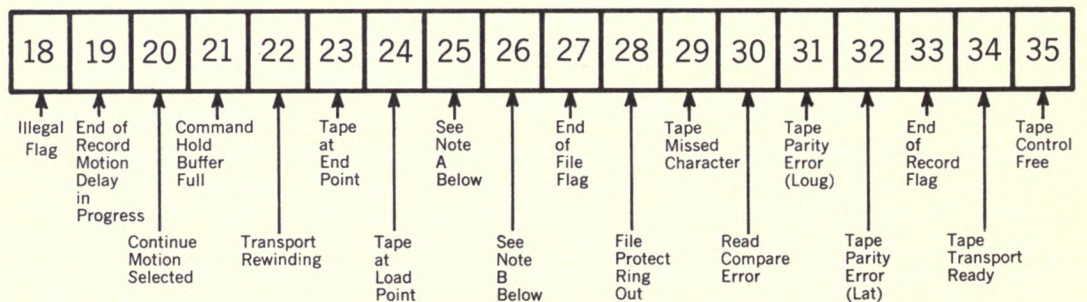 18 19 20 21 22 23 24 25 26 27 28 29 30 31 32 33 34 35
Illegal
Flag
End of
Record
Motion
Delay
in
Progress
Continue
Motion
Selected
Command
Hold
Buffer
Full
Transport
Rewinding
Tape
at
End
Point
Tape
at
Load
Point
See
Note
A
Below
See
Note
B
Below
End
of
File
Flag
File
Protect
Ring
Out
Tape
Missed
Character
Read
Compare
Error
Tape
Parity
Error
(Loug)
Tape
Parity
Error
(Lat)
End
of
Record
Flag
Tape
Transport
Ready
Tape
Control
Free